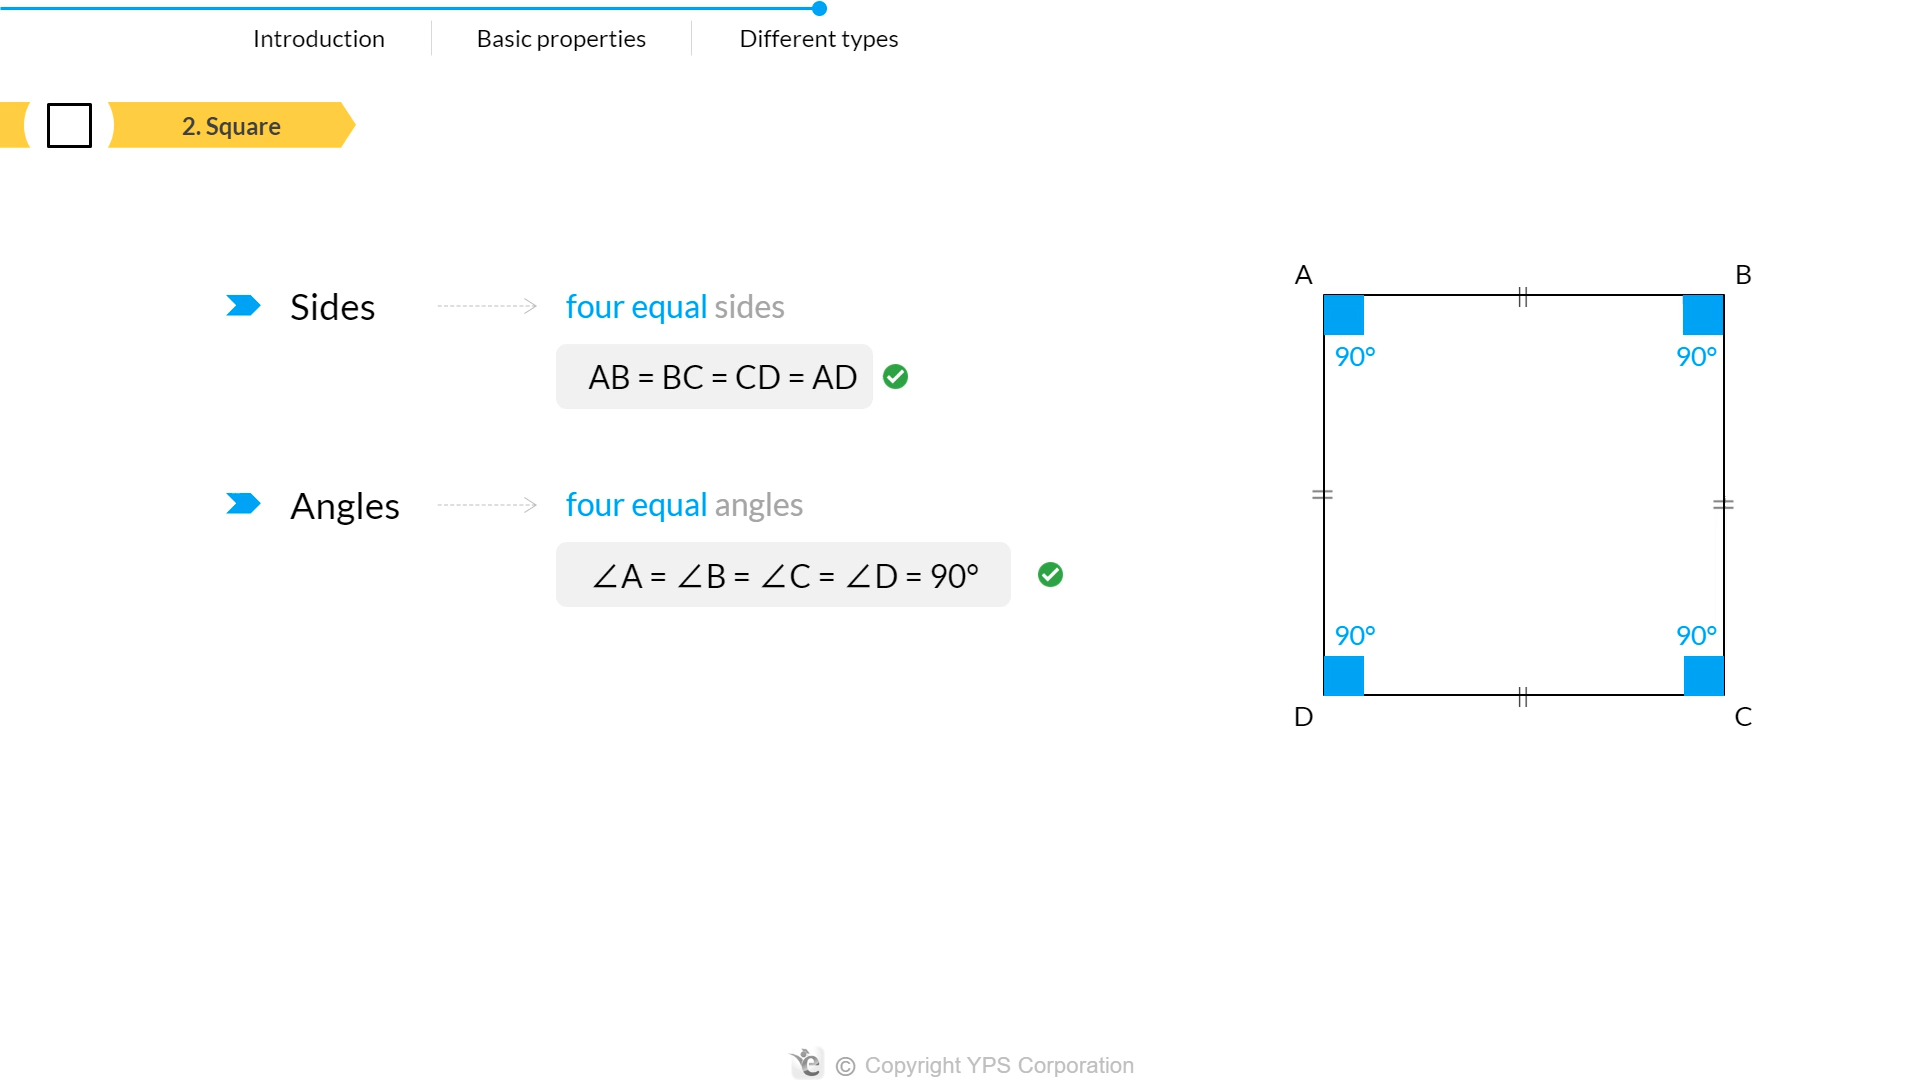 Introduction
Basic properties
Different types
2. Square
Sides
four equal sides
AB = BC = CD = AD
Angles
four equal angles
∠A = ∠B = ∠C = ∠D = 90°
A
B
90°
90°
90°
90°
D
C
e © Copyright YPS Corporation